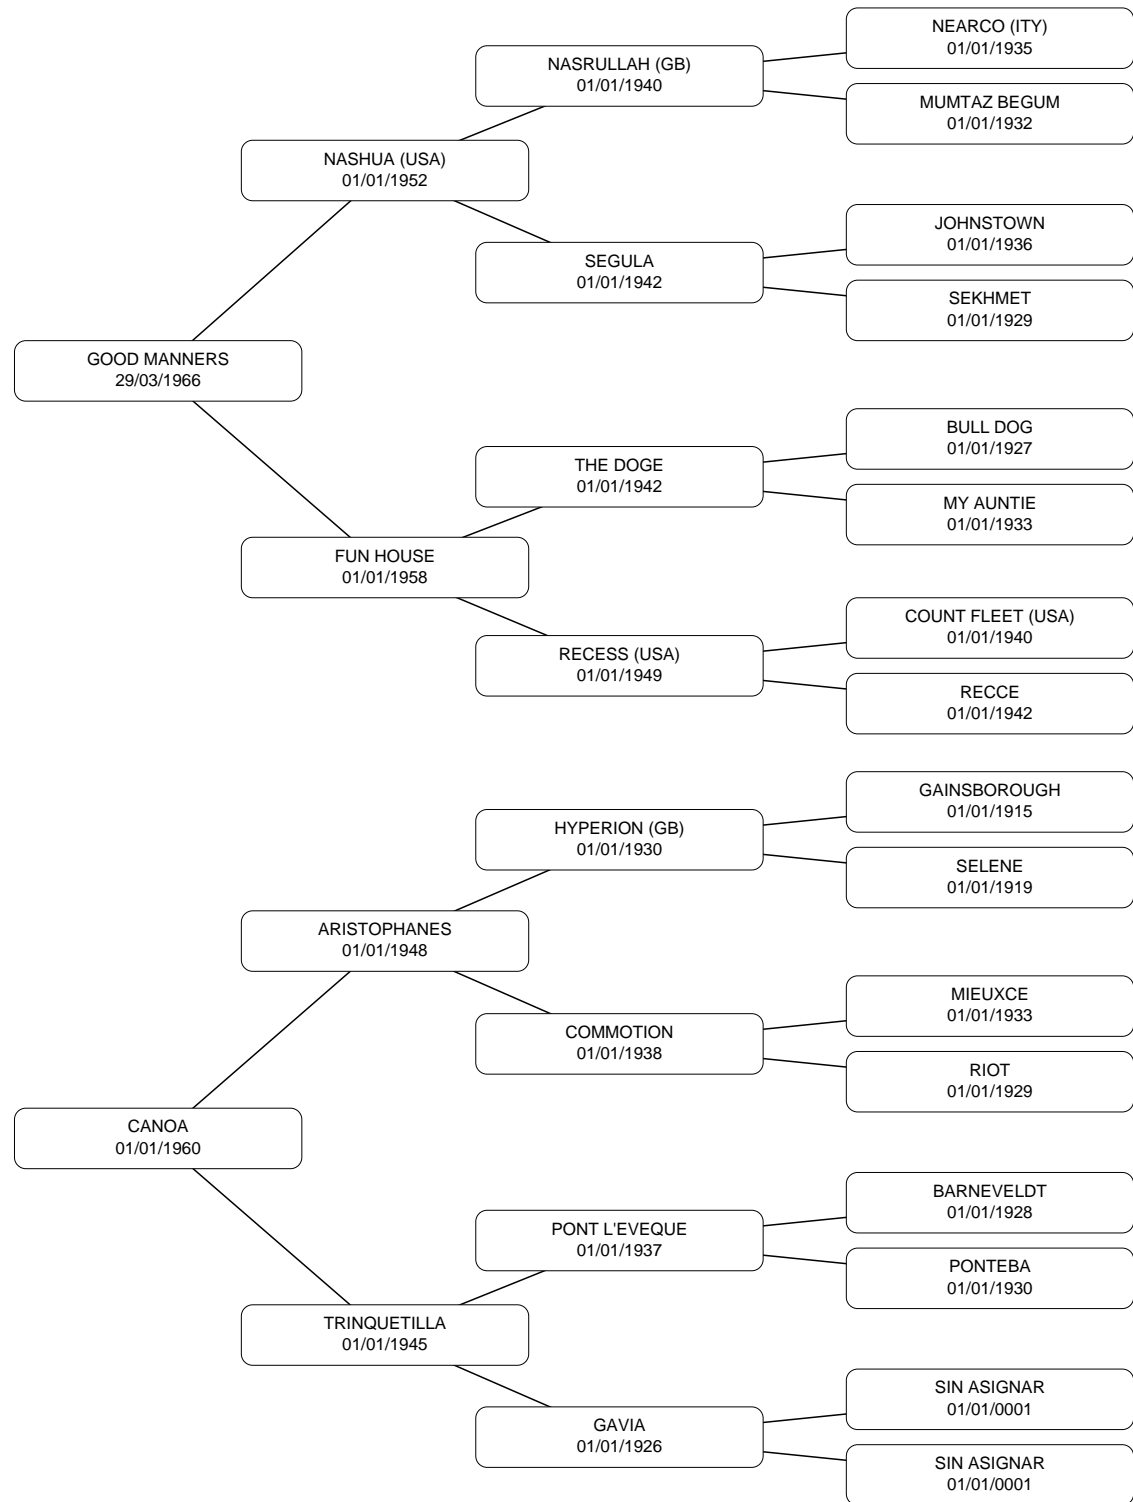 NEARCO (ITY)
01/01/1935
NASRULLAH (GB)
01/01/1940
MUMTAZ BEGUM
01/01/1932
NASHUA (USA)
01/01/1952
JOHNSTOWN
01/01/1936
SEGULA
01/01/1942
SEKHMET
01/01/1929
GOOD MANNERS
29/03/1966
BULL DOG
01/01/1927
THE DOGE
01/01/1942
MY AUNTIE
01/01/1933
FUN HOUSE
01/01/1958
COUNT FLEET (USA)
01/01/1940
RECESS (USA)
01/01/1949
RECCE
01/01/1942
GAINSBOROUGH
01/01/1915
HYPERION (GB)
01/01/1930
SELENE
01/01/1919
ARISTOPHANES
01/01/1948
MIEUXCE
01/01/1933
COMMOTION
01/01/1938
RIOT
01/01/1929
CANOA
01/01/1960
BARNEVELDT
01/01/1928
PONT L'EVEQUE
01/01/1937
PONTEBA
01/01/1930
TRINQUETILLA
01/01/1945
SIN ASIGNAR
01/01/0001
GAVIA
01/01/1926
SIN ASIGNAR
01/01/0001